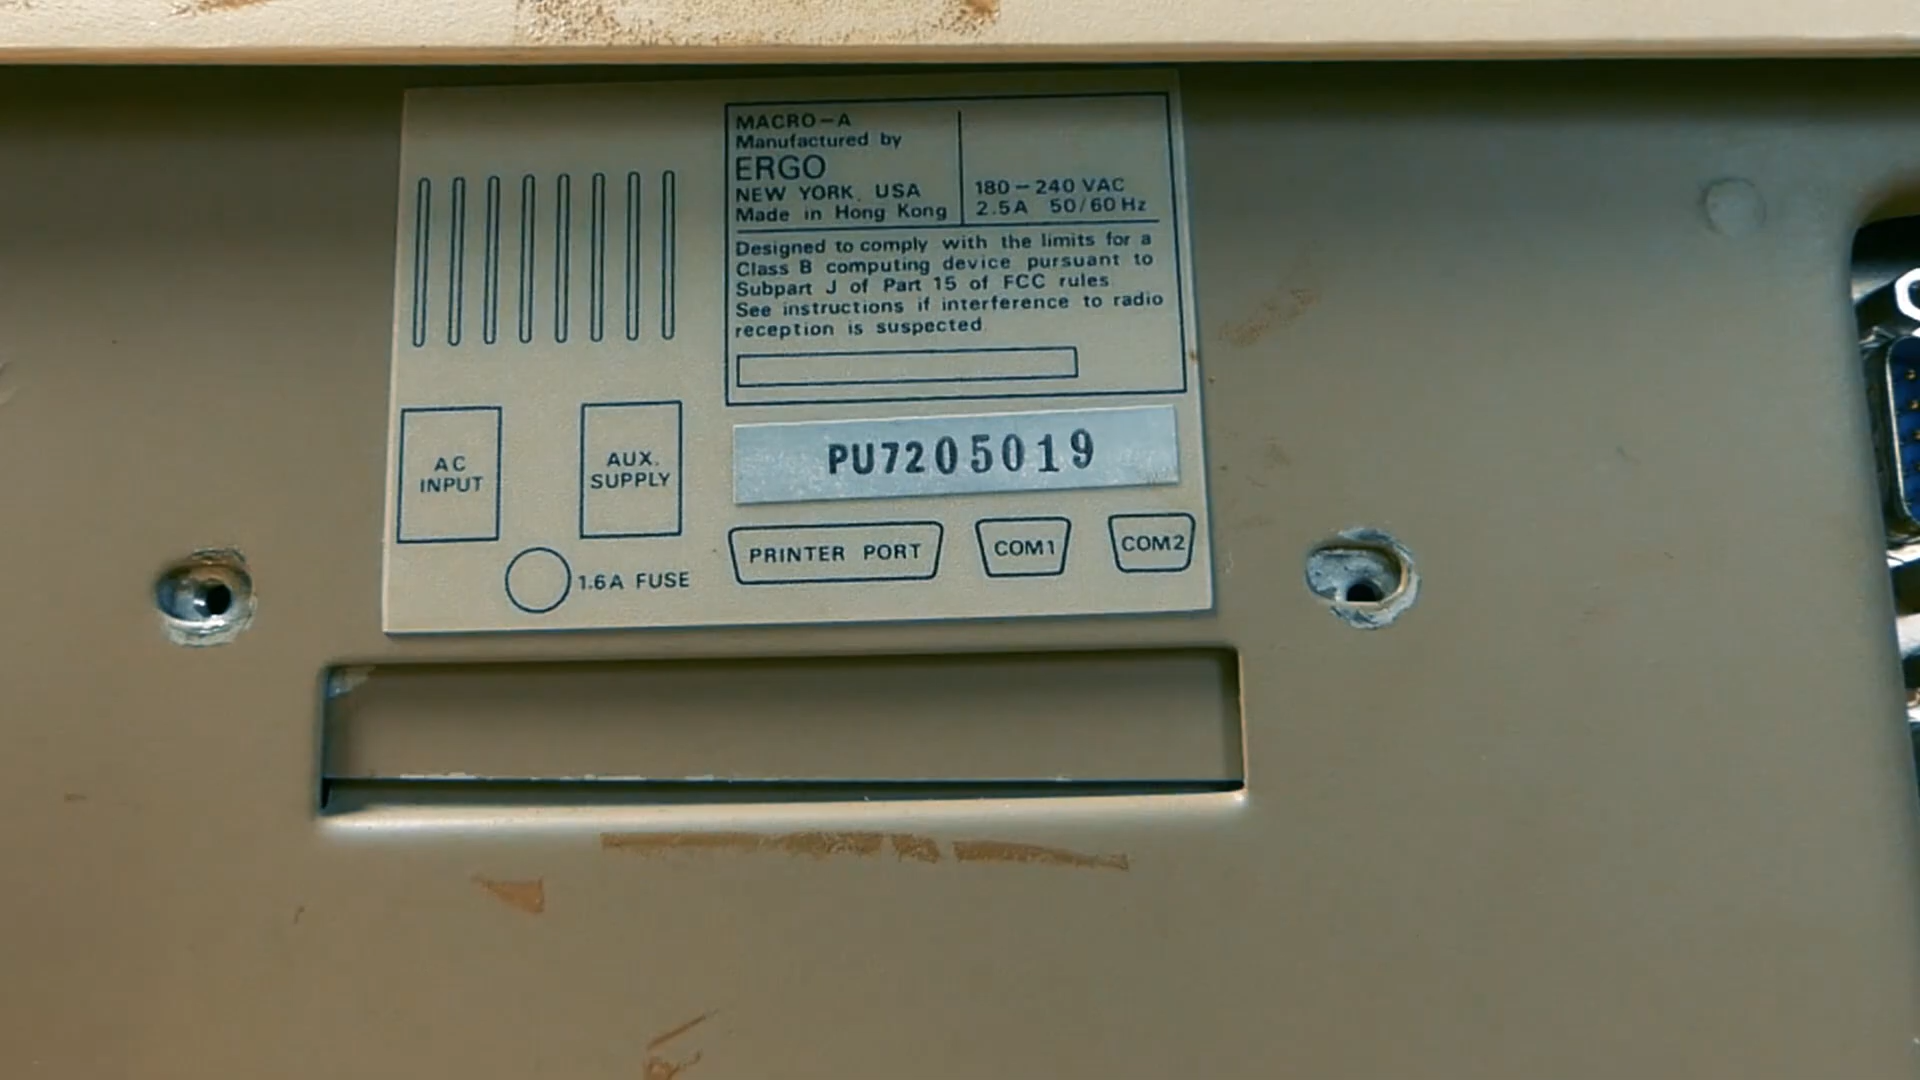 MACRO-A
Manufactured by
ERGO
NEW YORK. USA
Made in Hong Kong
180-240 VAC
2.5A 50/60 Hz
Designed to comply with the limits for a
Class B computing device pursuant to
Subpart J of Part 15 of FCC rules
See instructions if interference to radio
reception is suspected
AC
INPUT
AUX.
SUPPLY
PU7205019
1.6A FUSE
PRINTER PORT
COM1
COM2